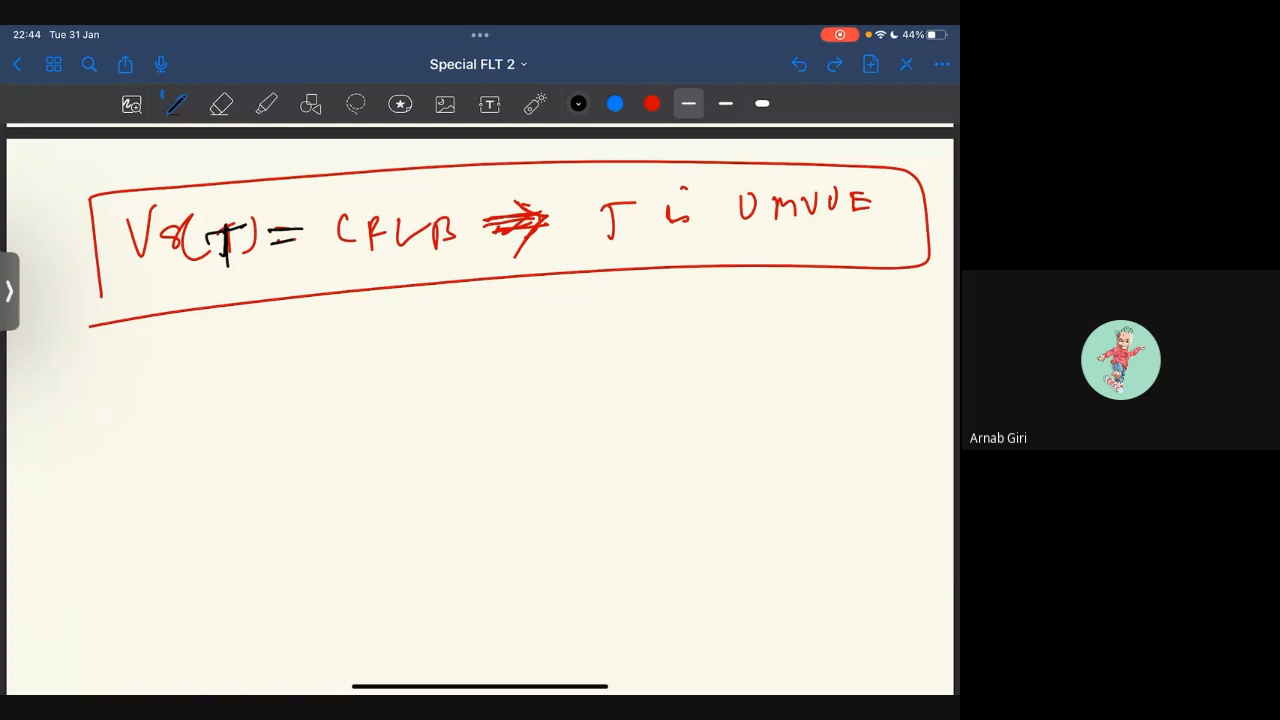 22:44 Tue 31 Jan
44%
Special FLT 2
Vθ(T) = CRLB ⇒ T is UMVUE
Arnab Giri